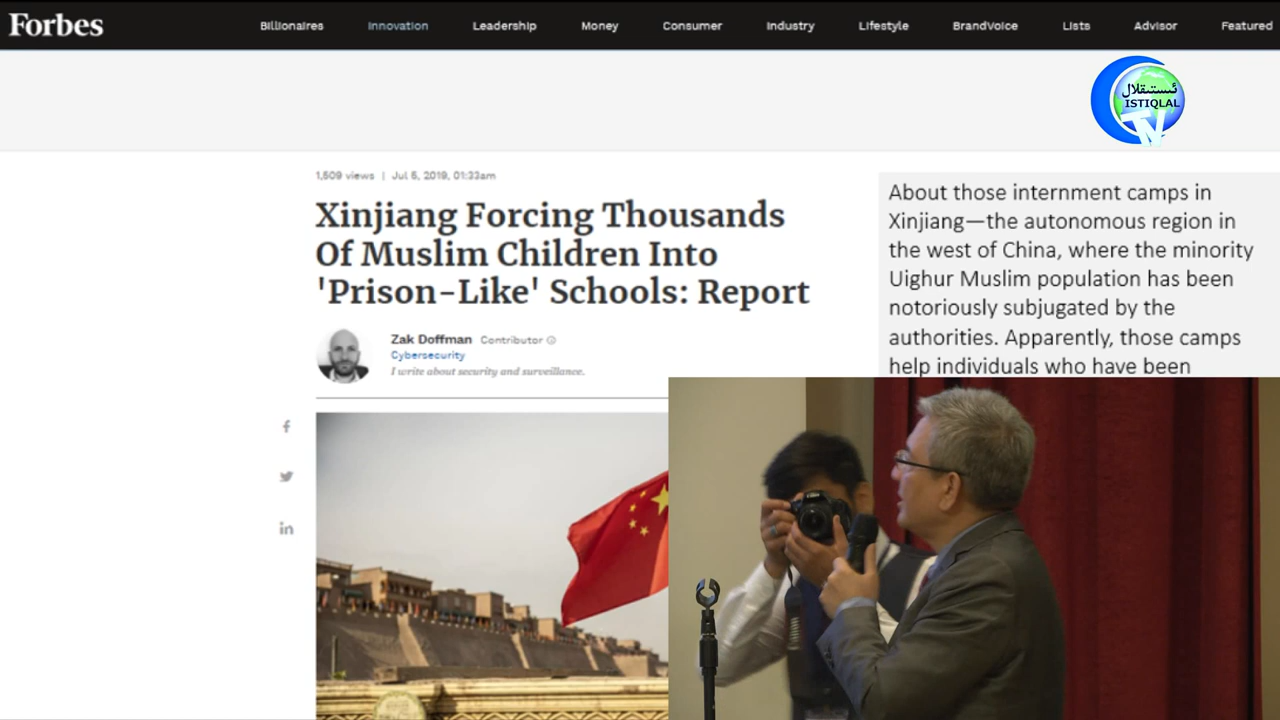 Forbes
Billionaires Innovation Leadership Money Consumer Industry Lifestyle BrandVoice Lists Advisor Featured
ئىستىقلال
ISTIQLAL
TV
1,509 views | Jul 5, 2019, 01:33am
Xinjiang Forcing Thousands
Of Muslim Children Into
'Prison-Like' Schools: Report
Zak Doffman Contributor
Cybersecurity
I write about security and surveillance.
About those internment camps in
Xinjiang—the autonomous region in
the west of China, where the minority
Uighur Muslim population has been
notoriously subjugated by the
authorities. Apparently, those camps
help individuals who have been